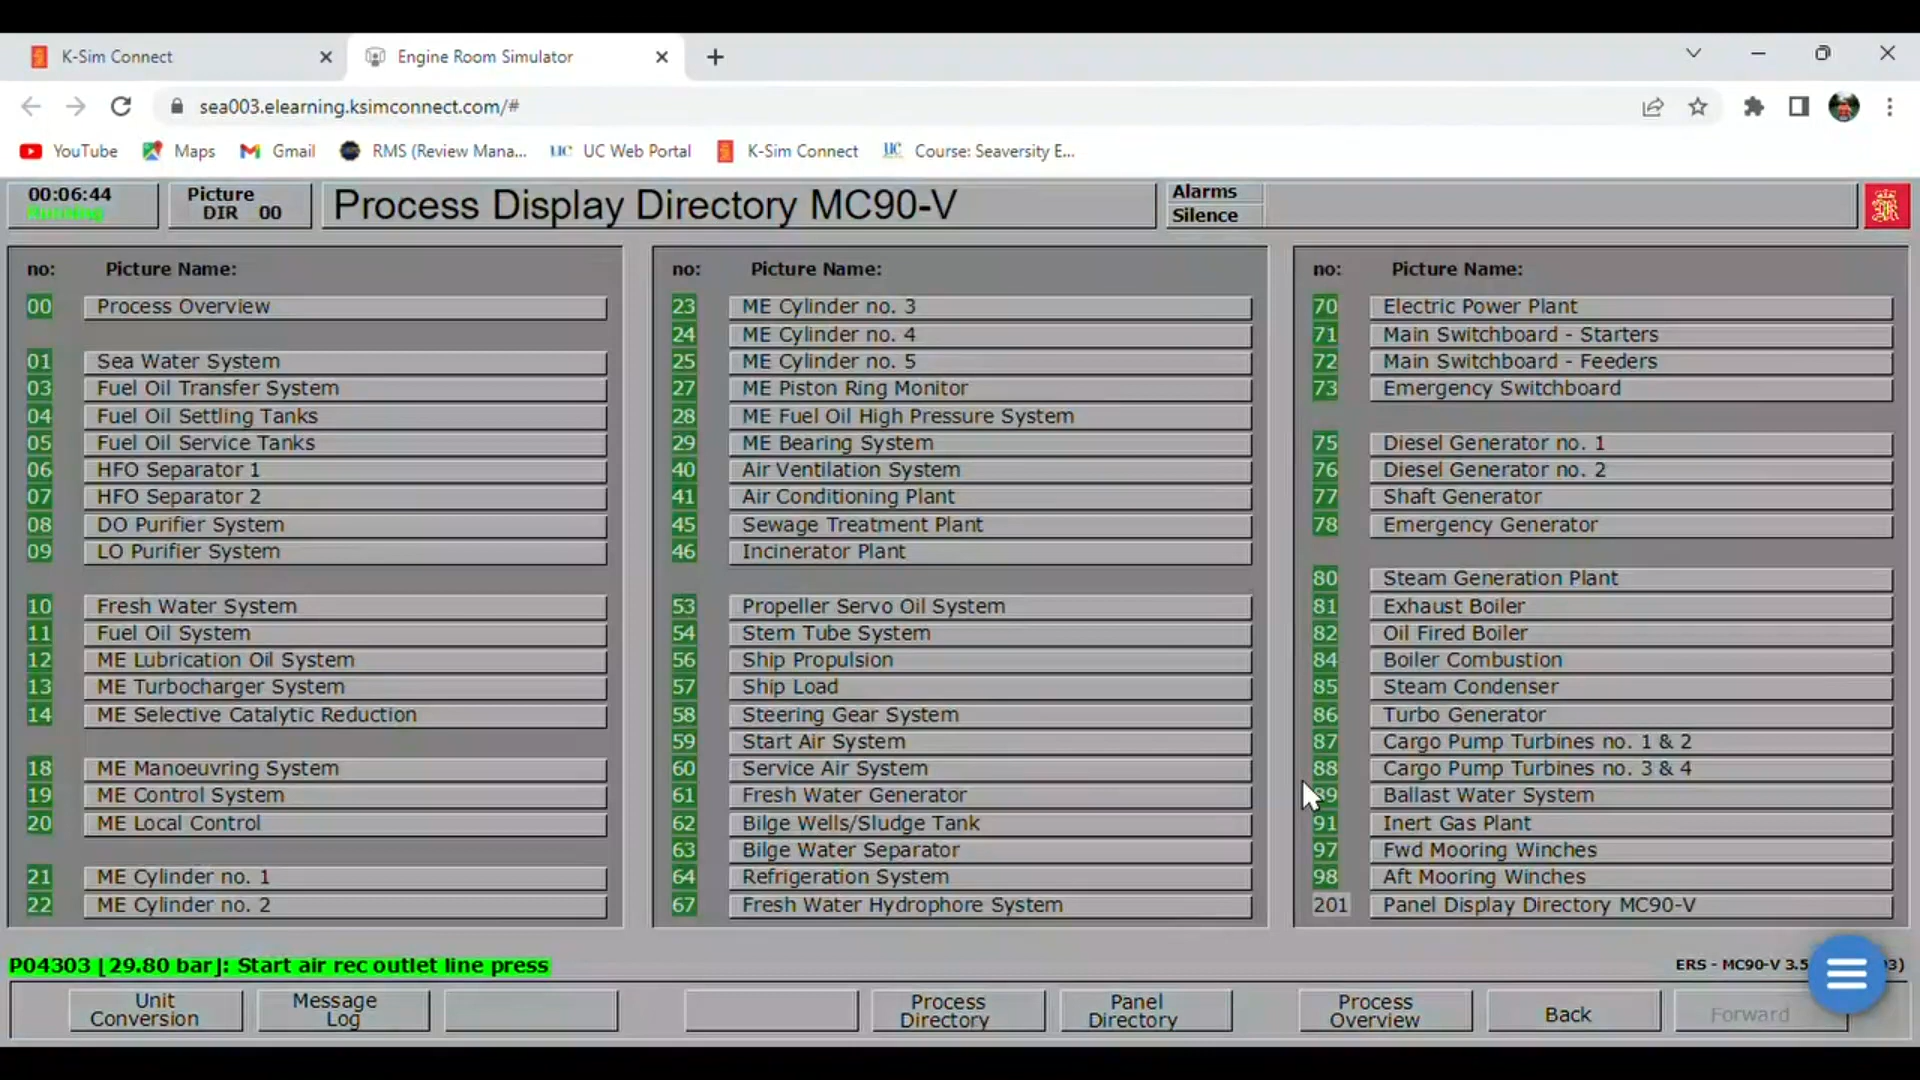 K-Sim Connect
Engine Room Simulator
sea003.elearning.ksimconnect.com/#
YouTube
Maps
Gmail
RMS (Review Mana...
UC Web Portal
K-Sim Connect
Course: Seaversity E...
00:06:44
Running
Picture
DIR 00
Process Display Directory MC90-V
Alarms
Silence
no: Picture Name:
00 Process Overview
01 Sea Water System
03 Fuel Oil Transfer System
04 Fuel Oil Settling Tanks
05 Fuel Oil Service Tanks
06 HFO Separator 1
07 HFO Separator 2
08 DO Purifier System
09 LO Purifier System
10 Fresh Water System
11 Fuel Oil System
12 ME Lubrication Oil System
13 ME Turbocharger System
14 ME Selective Catalytic Reduction
18 ME Manoeuvring System
19 ME Control System
20 ME Local Control
21 ME Cylinder no. 1
22 ME Cylinder no. 2
no: Picture Name:
23 ME Cylinder no. 3
24 ME Cylinder no. 4
25 ME Cylinder no. 5
27 ME Piston Ring Monitor
28 ME Fuel Oil High Pressure System
29 ME Bearing System
40 Air Ventilation System
41 Air Conditioning Plant
45 Sewage Treatment Plant
46 Incinerator Plant
53 Propeller Servo Oil System
54 Stern Tube System
56 Ship Propulsion
57 Ship Load
58 Steering Gear System
59 Start Air System
60 Service Air System
61 Fresh Water Generator
62 Bilge Wells/Sludge Tank
63 Bilge Water Separator
64 Refrigeration System
67 Fresh Water Hydrophore System
no: Picture Name:
70 Electric Power Plant
71 Main Switchboard - Starters
72 Main Switchboard - Feeders
73 Emergency Switchboard
75 Diesel Generator no. 1
76 Diesel Generator no. 2
77 Shaft Generator
78 Emergency Generator
80 Steam Generation Plant
81 Exhaust Boiler
82 Oil Fired Boiler
84 Boiler Combustion
85 Steam Condenser
86 Turbo Generator
87 Cargo Pump Turbines no. 1 & 2
88 Cargo Pump Turbines no. 3 & 4
89 Ballast Water System
91 Inert Gas Plant
97 Fwd Mooring Winches
98 Aft Mooring Winches
201 Panel Display Directory MC90-V
P04303 [29.80 bar]: Start air rec outlet line press
ERS - MC90-V 3.5
Unit
Conversion
Message
Log
Process
Directory
Panel
Directory
Process
Overview
Back
Forward